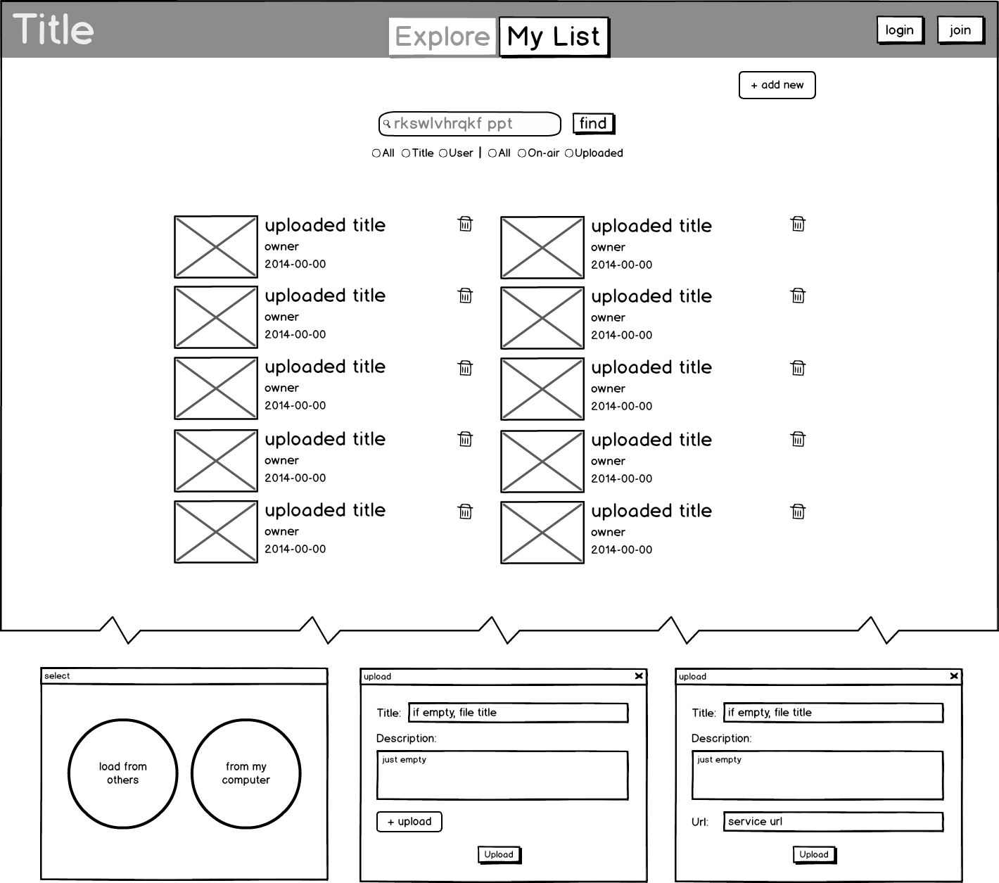 Title
Explore
My List
login
join
+ add new
rkswlvhrqkf ppt
find
All Title User | All On-air Uploaded
uploaded title
owner
2014-00-00
uploaded title
owner
2014-00-00
uploaded title
owner
2014-00-00
uploaded title
owner
2014-00-00
uploaded title
owner
2014-00-00
uploaded title
owner
2014-00-00
uploaded title
owner
2014-00-00
uploaded title
owner
2014-00-00
uploaded title
owner
2014-00-00
uploaded title
owner
2014-00-00
select
load from
others
from my
computer
upload
Title: if empty, file title
Description:
just empty
+ upload
Upload
upload
Title: if empty, file title
Description:
just empty
Url: service url
Upload